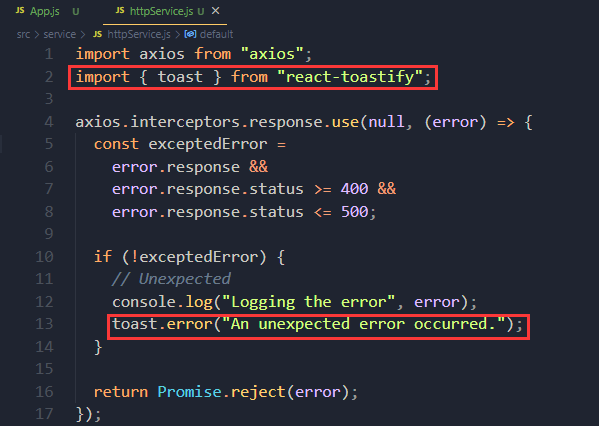 App.js U httpService.js U ×
src > service > httpService.js > default
1 import axios from "axios";
2 import { toast } from "react-toastify";
3
4 axios.interceptors.response.use(null, (error) => {
5 const exceptedError =
6 error.response &&
7 error.response.status >= 400 &&
8 error.response.status <= 500;
9
10 if (!exceptedError) {
11 // Unexpected
12 console.log("Logging the error", error);
13 toast.error("An unexpected error occurred.");
14 }
15
16 return Promise.reject(error);
17 });